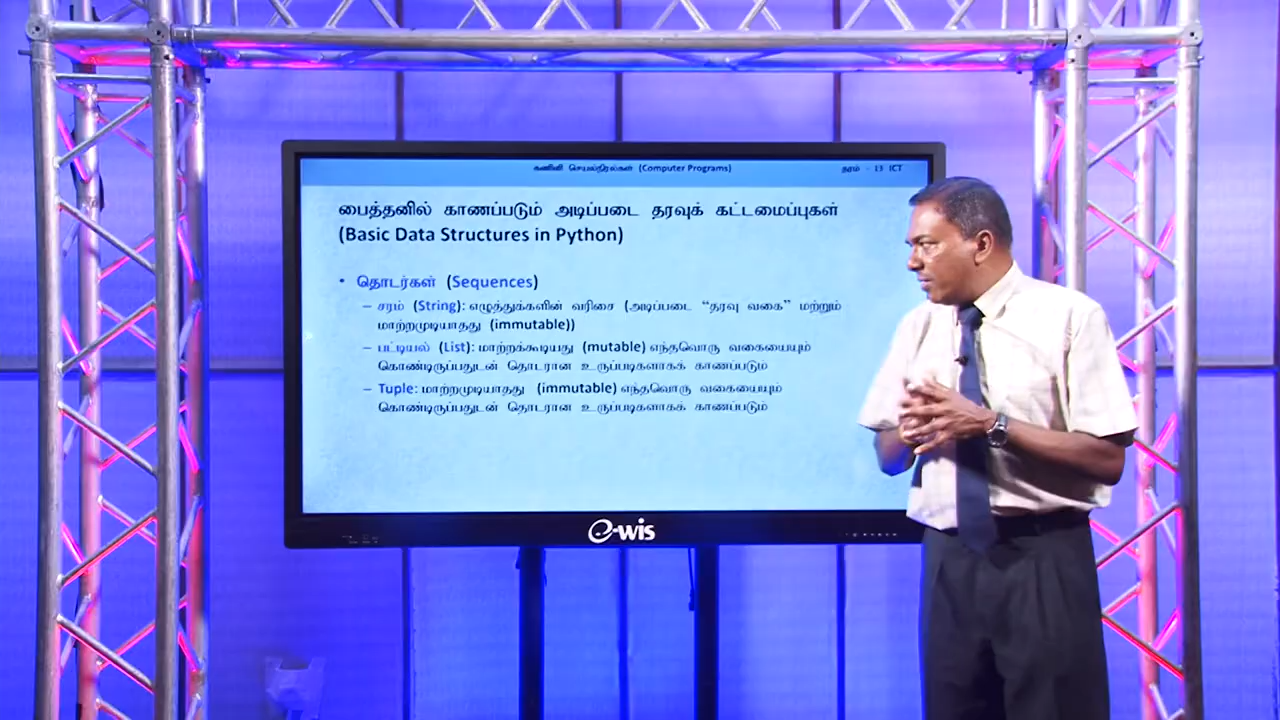 கணினி செயல்நிரல்கள் (Computer Programs) தரம் - 13 ICT
பைத்தனில் காணப்படும் அடிப்படை தரவுக் கட்டமைப்புகள்
(Basic Data Structures in Python)
• தொடர்கள் (Sequences)
– சரம் (String): எழுத்துக்களின் வரிசை (அடிப்படை “தரவு வகை” மற்றும்
மாற்றமுடியாதது (immutable))
– பட்டியல் (List): மாற்றக்கூடியது (mutable) எந்தவொரு வகையையும்
கொண்டிருப்பதுடன் தொடரான உருப்படிகளாகக் காணப்படும்
– Tuple: மாற்றமுடியாதது (immutable) எந்தவொரு வகையையும்
கொண்டிருப்பதுடன் தொடரான உருப்படிகளாகக் காணப்படும்
e-wis